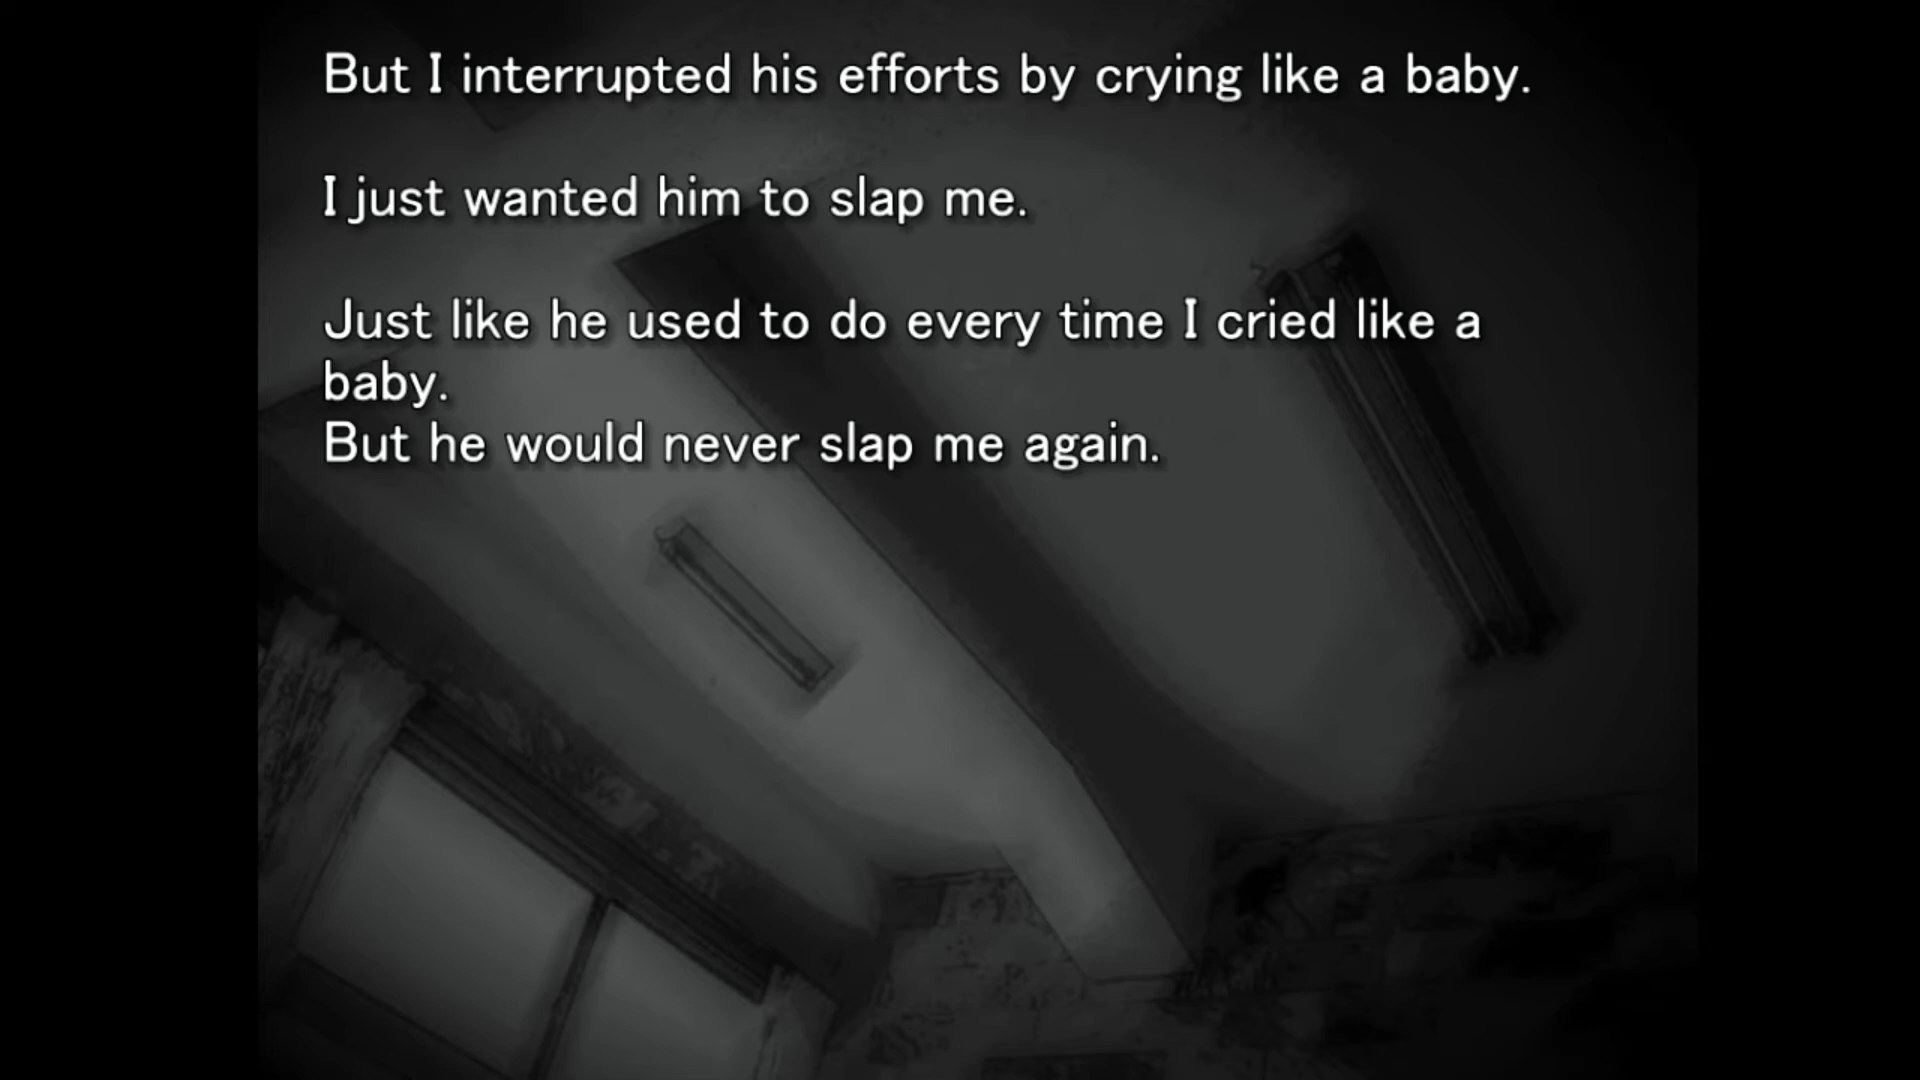 But I interrupted his efforts by crying like a baby.
I just wanted him to slap me.
Just like he used to do every time I cried like a
baby.
But he would never slap me again.